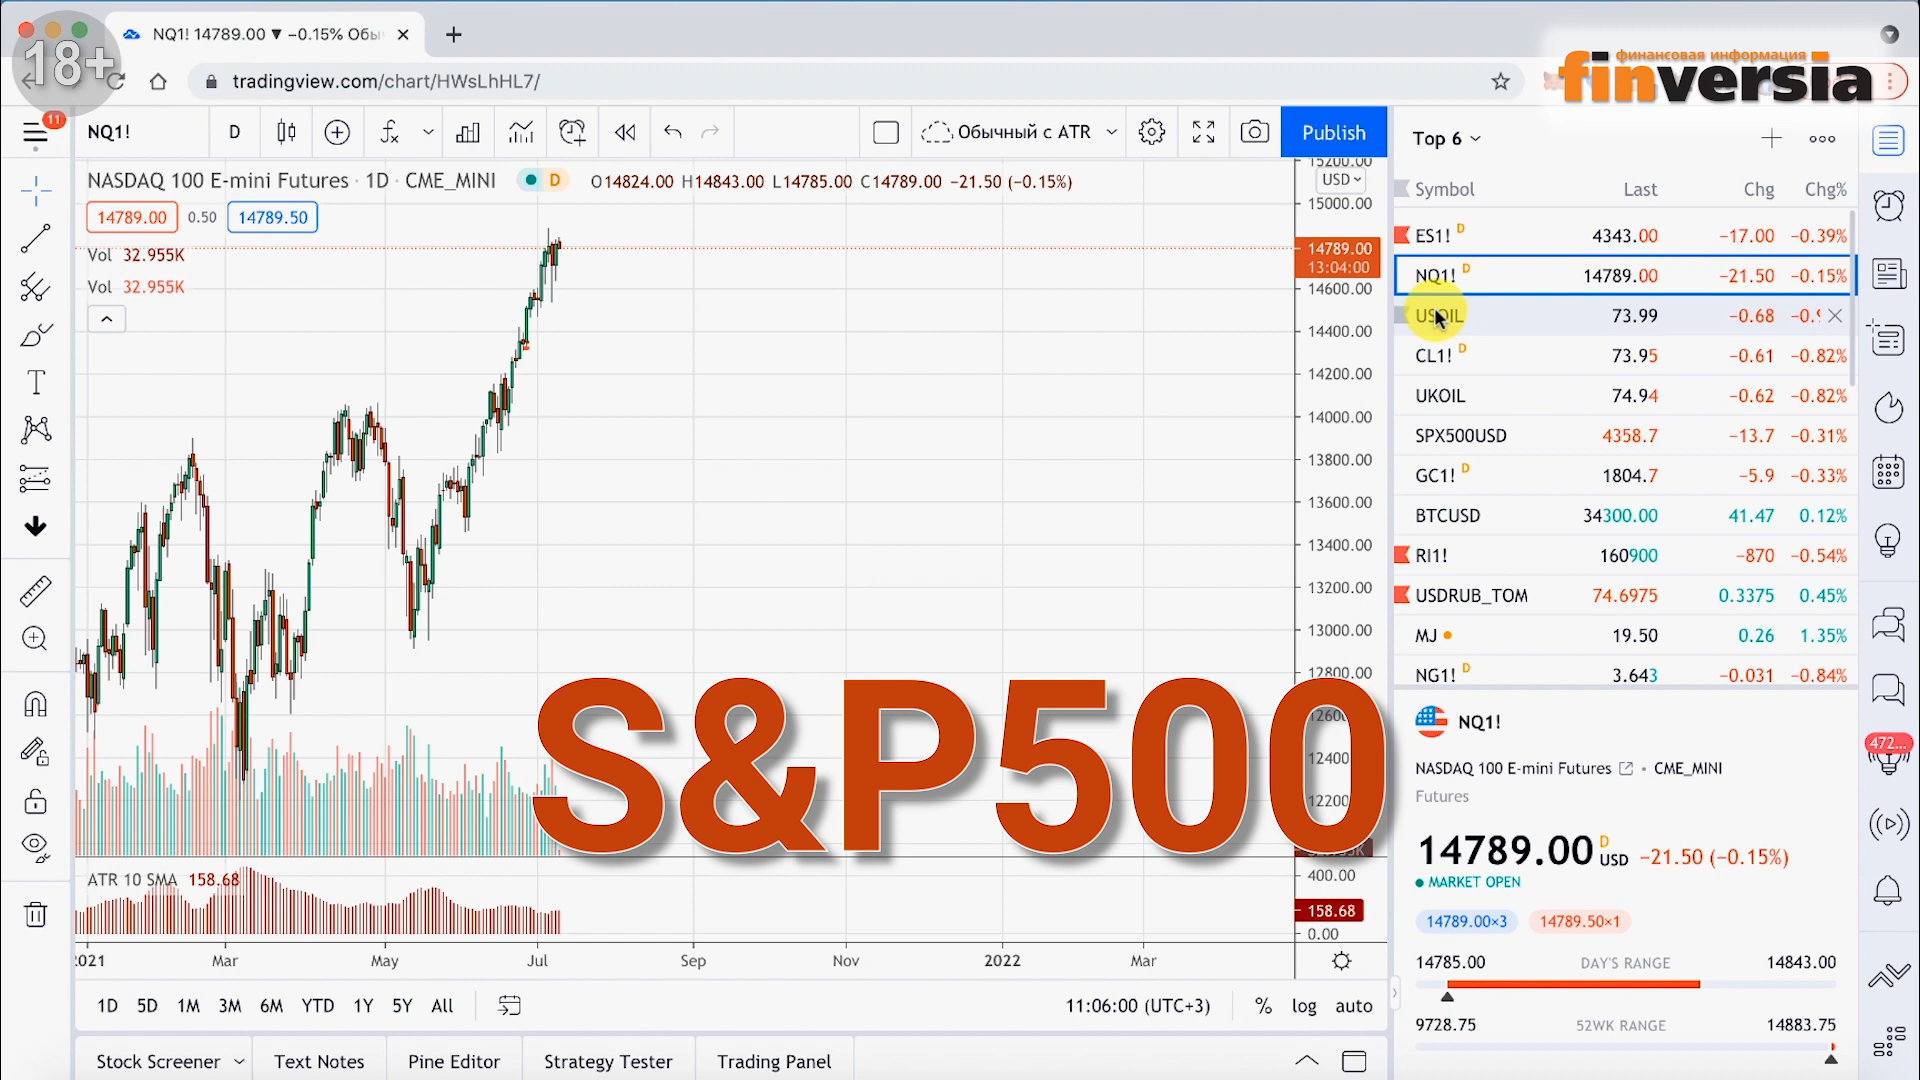 18+
NQ1! 14789.00 ▼ −0.15% Обы
tradingview.com/chart/HWsLhHL7/
финансовая информация
finversia
11
NQ1!
D
Обычный с ATR
Publish
Top 6
NASDAQ 100 E-mini Futures · 1D · CME_MINI
D
O14824.00 H14843.00 L14785.00 C14789.00 −21.50 (−0.15%)
14789.00
0.50
14789.50
Vol 32.955K
Vol 32.955K
15200.00
USD
15000.00
14789.00
13:04:00
14600.00
14400.00
14200.00
14000.00
13800.00
13600.00
13400.00
13200.00
13000.00
12800.00
12600
12400
12200
S&P500
ATR 10 SMA 158.68
400.00
158.68
0.00
2021
Mar
May
Jul
Sep
Nov
2022
Mar
1D 5D 1M 3M 6M YTD 1Y 5Y All
11:06:00 (UTC+3)
% log auto
Stock Screener
Text Notes
Pine Editor
Strategy Tester
Trading Panel
Symbol Last Chg Chg%
ES1! D 4343.00 −17.00 −0.39%
NQ1! D 14789.00 −21.50 −0.15%
USOIL 73.99 −0.68
CL1! D 73.95 −0.61 −0.82%
UKOIL 74.94 −0.62 −0.82%
SPX500USD 4358.7 −13.7 −0.31%
GC1! D 1804.7 −5.9 −0.33%
BTCUSD 34300.00 41.47 0.12%
RI1! 160900 −870 −0.54%
USDRUB_TOM 74.6975 0.3375 0.45%
MJ 19.50 0.26 1.35%
NG1! D 3.643 −0.031 −0.84%
NQ1!
NASDAQ 100 E-mini Futures · CME_MINI
Futures
14789.00 D USD −21.50 (−0.15%)
MARKET OPEN
14789.00×3
14789.50×1
14785.00 DAY'S RANGE 14843.00
9728.75 52WK RANGE 14883.75
472...